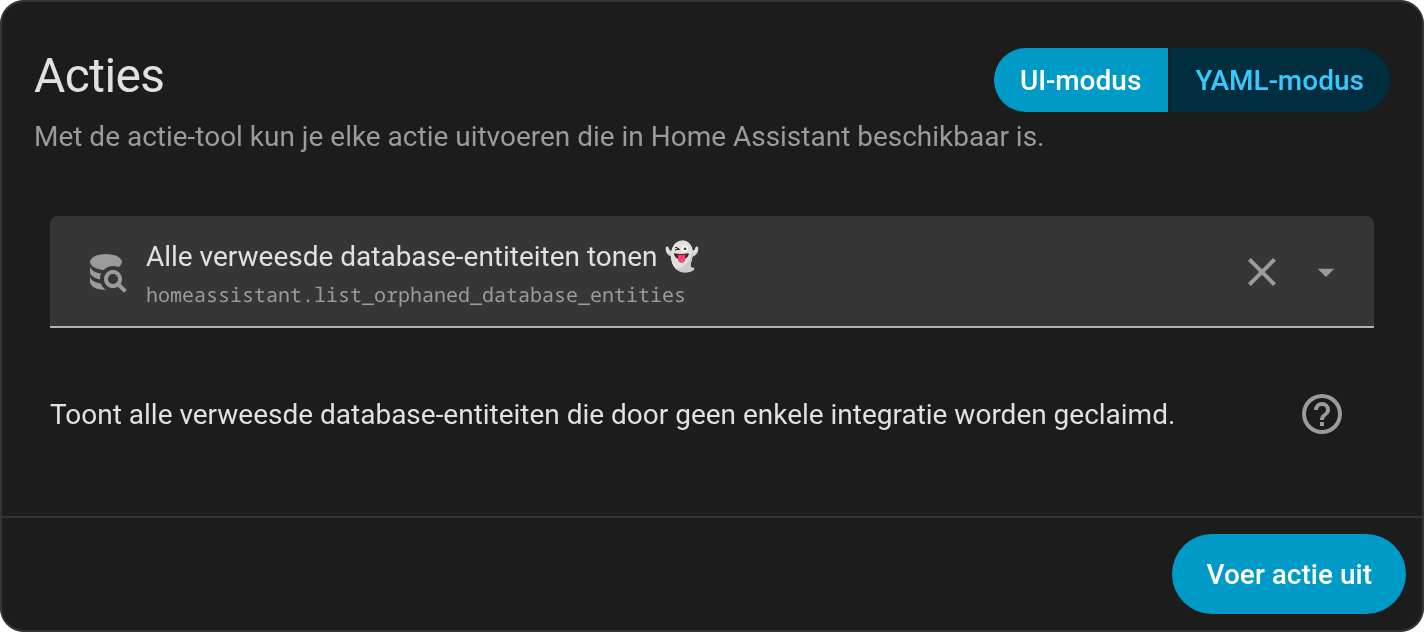 Acties
UI-modus
YAML-modus
Met de actie-tool kun je elke actie uitvoeren die in Home Assistant beschikbaar is.
Alle verweesde database-entiteiten tonen 👻
homeassistant.list_orphaned_database_entities
Toont alle verweesde database-entiteiten die door geen enkele integratie worden geclaimd.
Voer actie uit